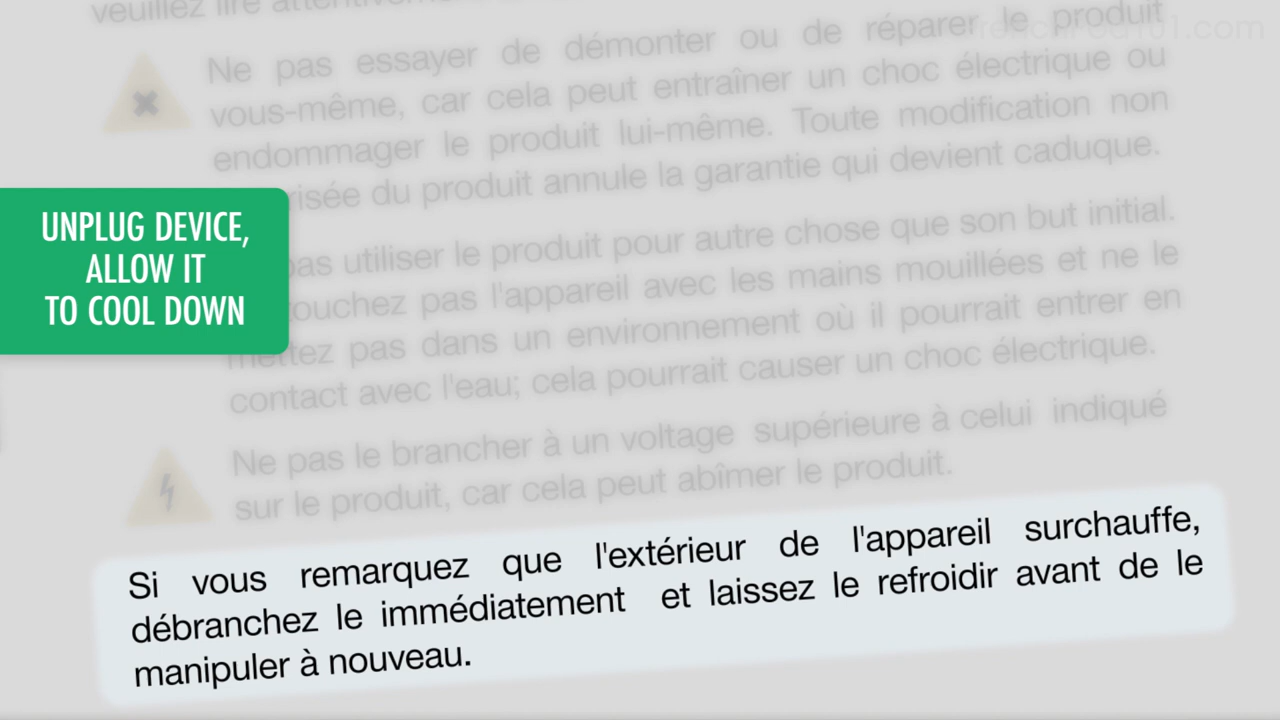 veuillez lire
Ne pas essayer de démonter ou de réparer le produit
vous-même, car cela peut entraîner un choc électrique ou
endommager le produit lui-même. Toute modification non
risée du produit annule la garantie qui devient caduque.
UNPLUG DEVICE,
ALLOW IT
TO COOL DOWN
pas utiliser le produit pour autre chose que son but initial.
ouchez pas l'appareil avec les mains mouillées et ne le
mettez pas dans un environnement où il pourrait entrer en
contact avec l'eau; cela pourrait causer un choc électrique.
Ne pas le brancher à un voltage supérieure à celui indiqué
sur le produit, car cela peut abîmer le produit.
Si vous remarquez que l'extérieur de l'appareil surchauffe,
débranchez le immédiatement et laissez le refroidir avant de le
manipuler à nouveau.